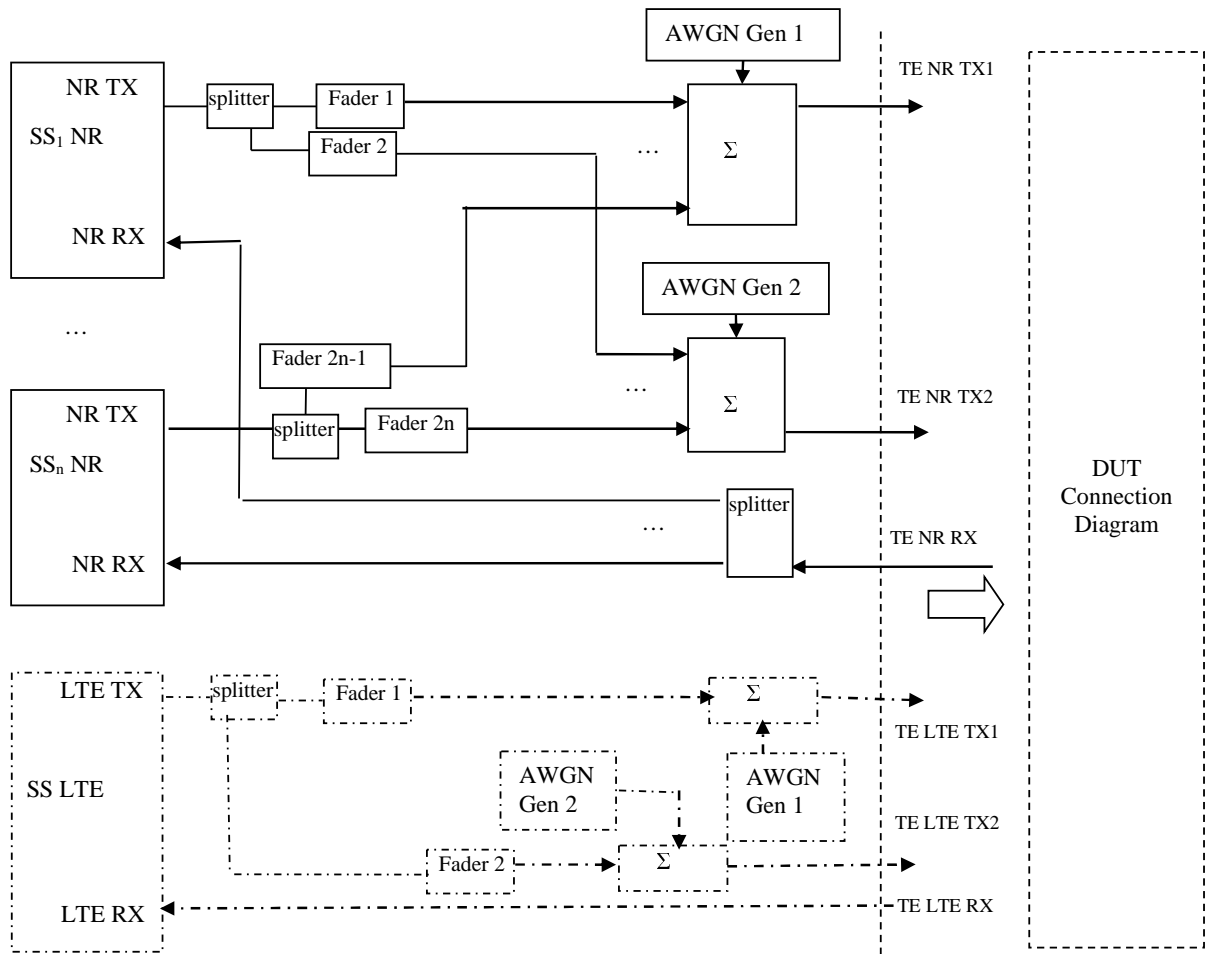 AWGN Gen 1
TE NR TX1
NR TX
splitter
Fader 1
SS₁ NR
Fader 2
…
Σ
NR RX
AWGN Gen 2
…
Fader 2n-1
…
Σ
TE NR TX2
NR TX
splitter
Fader 2n
SSₙ NR
DUT
Connection
Diagram
splitter
…
TE NR RX
NR RX
LTE TX
splitter
Fader 1
Σ
TE LTE TX1
SS LTE
AWGN
Gen 2
AWGN
Gen 1
TE LTE TX2
Fader 2
Σ
LTE RX
TE LTE RX